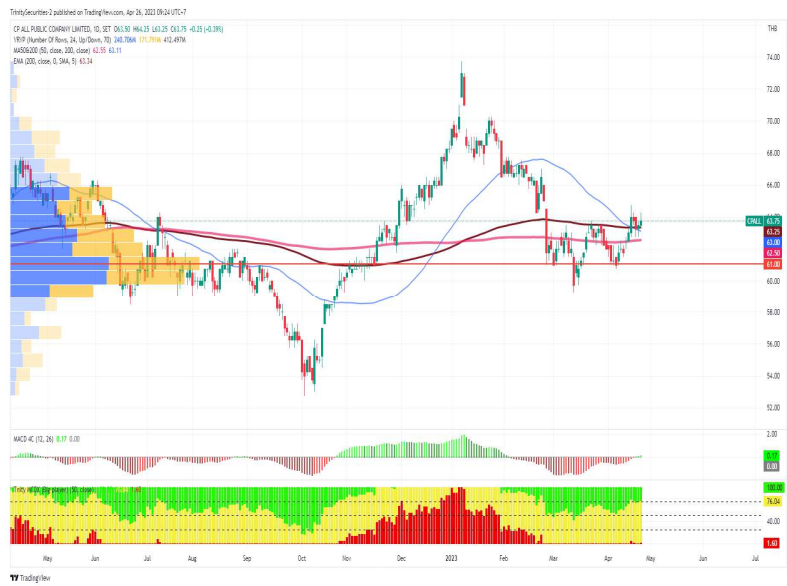 TrinitySecurities-2 published on TradingView.com, Apr 26, 2023 09:24 UTC+7
CP ALL PUBLIC COMPANY LIMITED, 1D, SET O63.50 H64.25 L63.25 C63.75 +0.25 (+0.39%)
VRVP (Number Of Rows, 24, Up/Down, 70) 240.706M 412.497M
MA50&200 (50, close, 200, close) 62.55 63.11
EMA (200, close, 0, SMA, 5) 63.34
THB
74.00
72.00
70.00
68.00
66.00
CPALL 63.75
63.25
63.00
62.50
61.00
60.00
58.00
56.00
54.00
52.00
MACD 4C (12, 26) 0.17 0.00
2.00
0.17
0.00
(50, close) 1.60
100.00
76.04
40.00
1.60
May Jun Jul Aug Sep Oct Nov Dec 2023 Feb Mar Apr May Jun Jul
TradingView